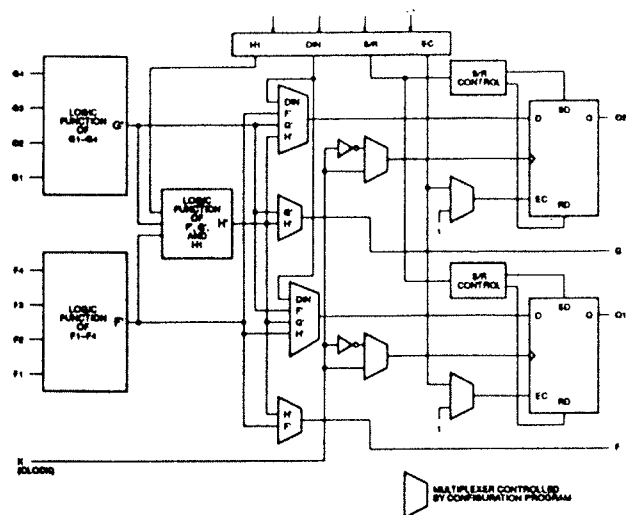 H1 DIN S/R EC
G4
G3
G2
G1
LOGIC
FUNCTION
OF
G1-G4
G'
DIN
F'
G'
H'
S/R
CONTROL
SD
D Q
Q2
EC
RD
1
LOGIC
FUNCTION
OF
F', G',
AND
H1
H'
G'
H'
G
F4
F3
F2
F1
LOGIC
FUNCTION
OF
F1-F4
F'
DIN
F'
G'
H'
S/R
CONTROL
SD
D Q
Q1
EC
RD
1
H'
F'
F
K
(CLOCK)
MULTIPLEXER CONTROLLED
BY CONFIGURATION PROGRAM